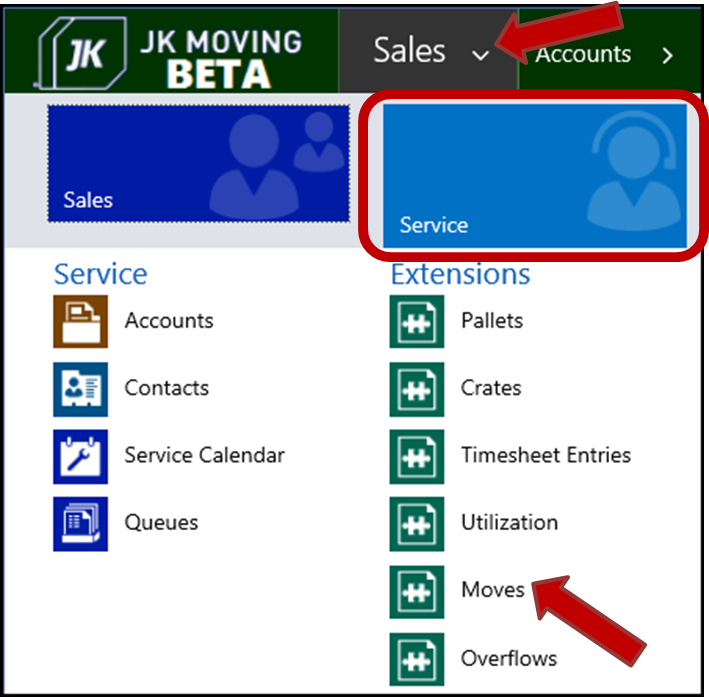 JK JK MOVING
BETA
Sales
Accounts
Sales
Service
Service
Accounts
Contacts
Service Calendar
Queues
Extensions
Pallets
Crates
Timesheet Entries
Utilization
Moves
Overflows